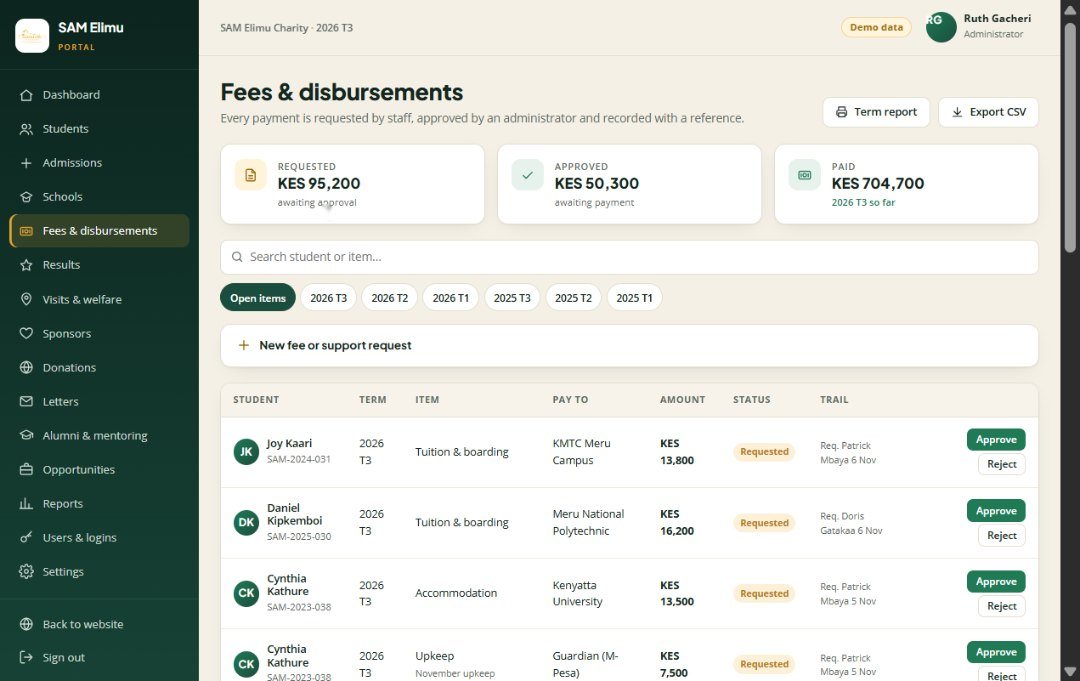 SAM Elimu
PORTAL
Dashboard
Students
Admissions
Schools
Fees & disbursements
Results
Visits & welfare
Sponsors
Donations
Letters
Alumni & mentoring
Opportunities
Reports
Users & logins
Settings
Back to website
Sign out
SAM Elimu Charity · 2026 T3
Demo data
RG
Ruth Gacheri
Administrator
Fees & disbursements
Every payment is requested by staff, approved by an administrator and recorded with a reference.
Term report
Export CSV
REQUESTED
KES 95,200
awaiting approval
APPROVED
KES 50,300
awaiting payment
PAID
KES 704,700
2026 T3 so far
Search student or item...
Open items 2026 T3 2026 T2 2026 T1 2025 T3 2025 T2 2025 T1
+ New fee or support request
STUDENT TERM ITEM PAY TO AMOUNT STATUS TRAIL
JK
Joy Kaari
SAM-2024-031
2026
T3
Tuition & boarding
KMTC Meru
Campus
KES
13,800
Requested
Req. Patrick
Mbaya 6 Nov
Approve
Reject
DK
Daniel
Kipkemboi
SAM-2025-030
2026
T3
Tuition & boarding
Meru National
Polytechnic
KES
16,200
Requested
Req. Doris
Gatakaa 6 Nov
Approve
Reject
CK
Cynthia
Kathure
SAM-2023-038
2026
T3
Accommodation
Kenyatta
University
KES
13,500
Requested
Req. Patrick
Mbaya 5 Nov
Approve
Reject
CK
Cynthia
Kathure
SAM-2023-038
2026
T3
Upkeep
November upkeep
Guardian (M-
Pesa)
KES
7,500
Requested
Req. Patrick
Mbaya 5 Nov
Approve
Reject